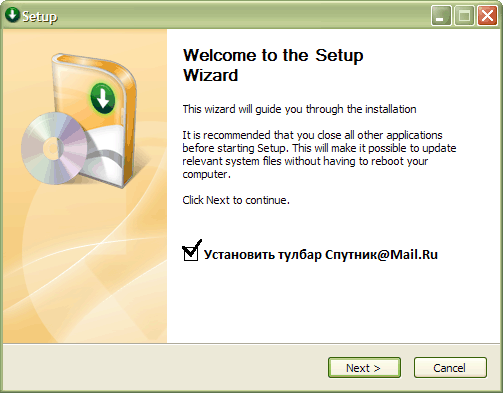 Setup
Welcome to the Setup
Wizard
This wizard will guide you through the installation
It is recommended that you close all other applications
before starting Setup. This will make it possible to update
relevant system files without having to reboot your
computer.
Click Next to continue.
Установить тулбар Спутник@Mail.Ru
Next >
Cancel